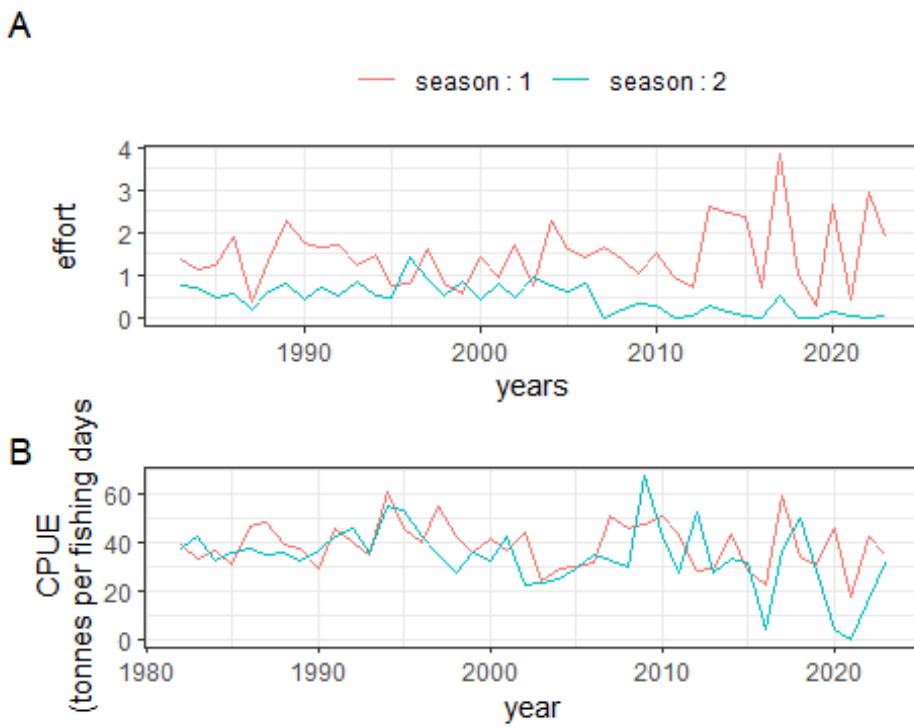 A
season : 1 season : 2
4
3
2
1
0
effort
1990 2000 2010 2020
years
B
60
40
20
0
CPUE
(tonnes per fishing days
1980 1990 2000 2010 2020
year